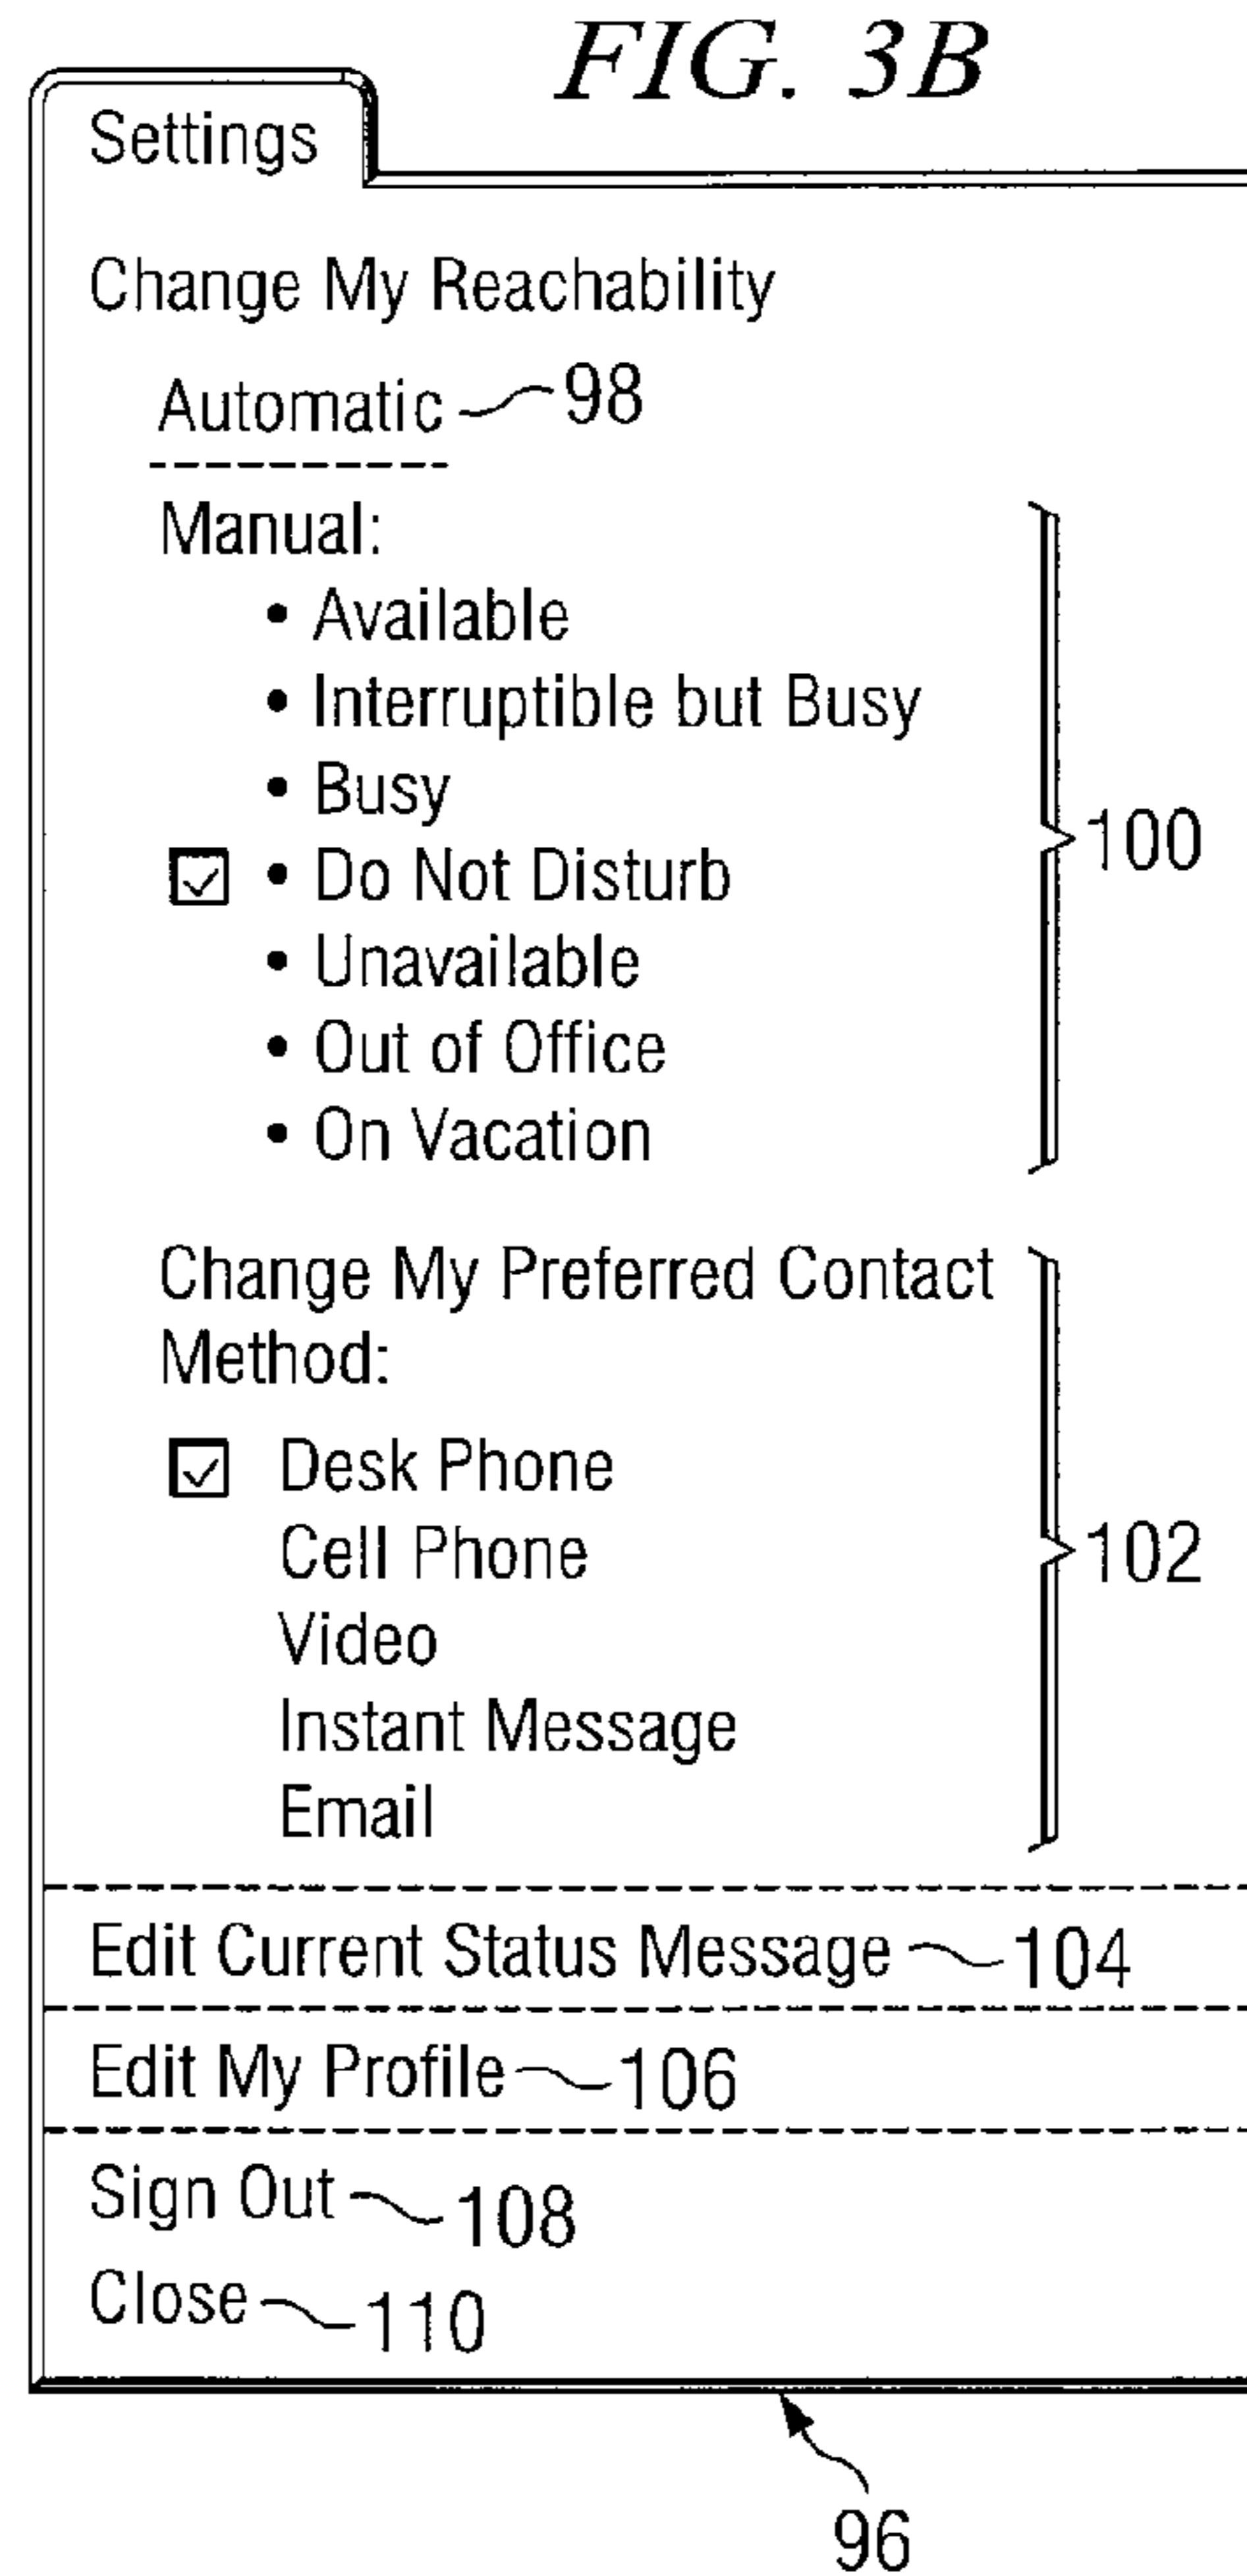 FIG. 3B
Settings
Change My Reachability
Automatic 98
Manual:
• Available
• Interruptible but Busy
• Busy
• Do Not Disturb
100
• Unavailable
• Out of Office
• On Vacation
Change My Preferred Contact
Method:
Desk Phone
Cell Phone
102
Video
Instant Message
Email
Edit Current Status Message 104
Edit My Profile 106
Sign Out 108
Close 110
96